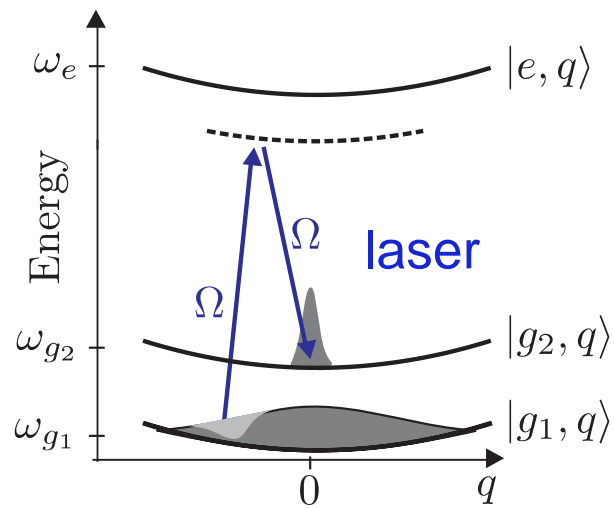 ω_e
|e, q⟩
Energy
Ω
Ω
laser
ω_{g_2}
|g_2, q⟩
ω_{g_1}
|g_1, q⟩
0
q